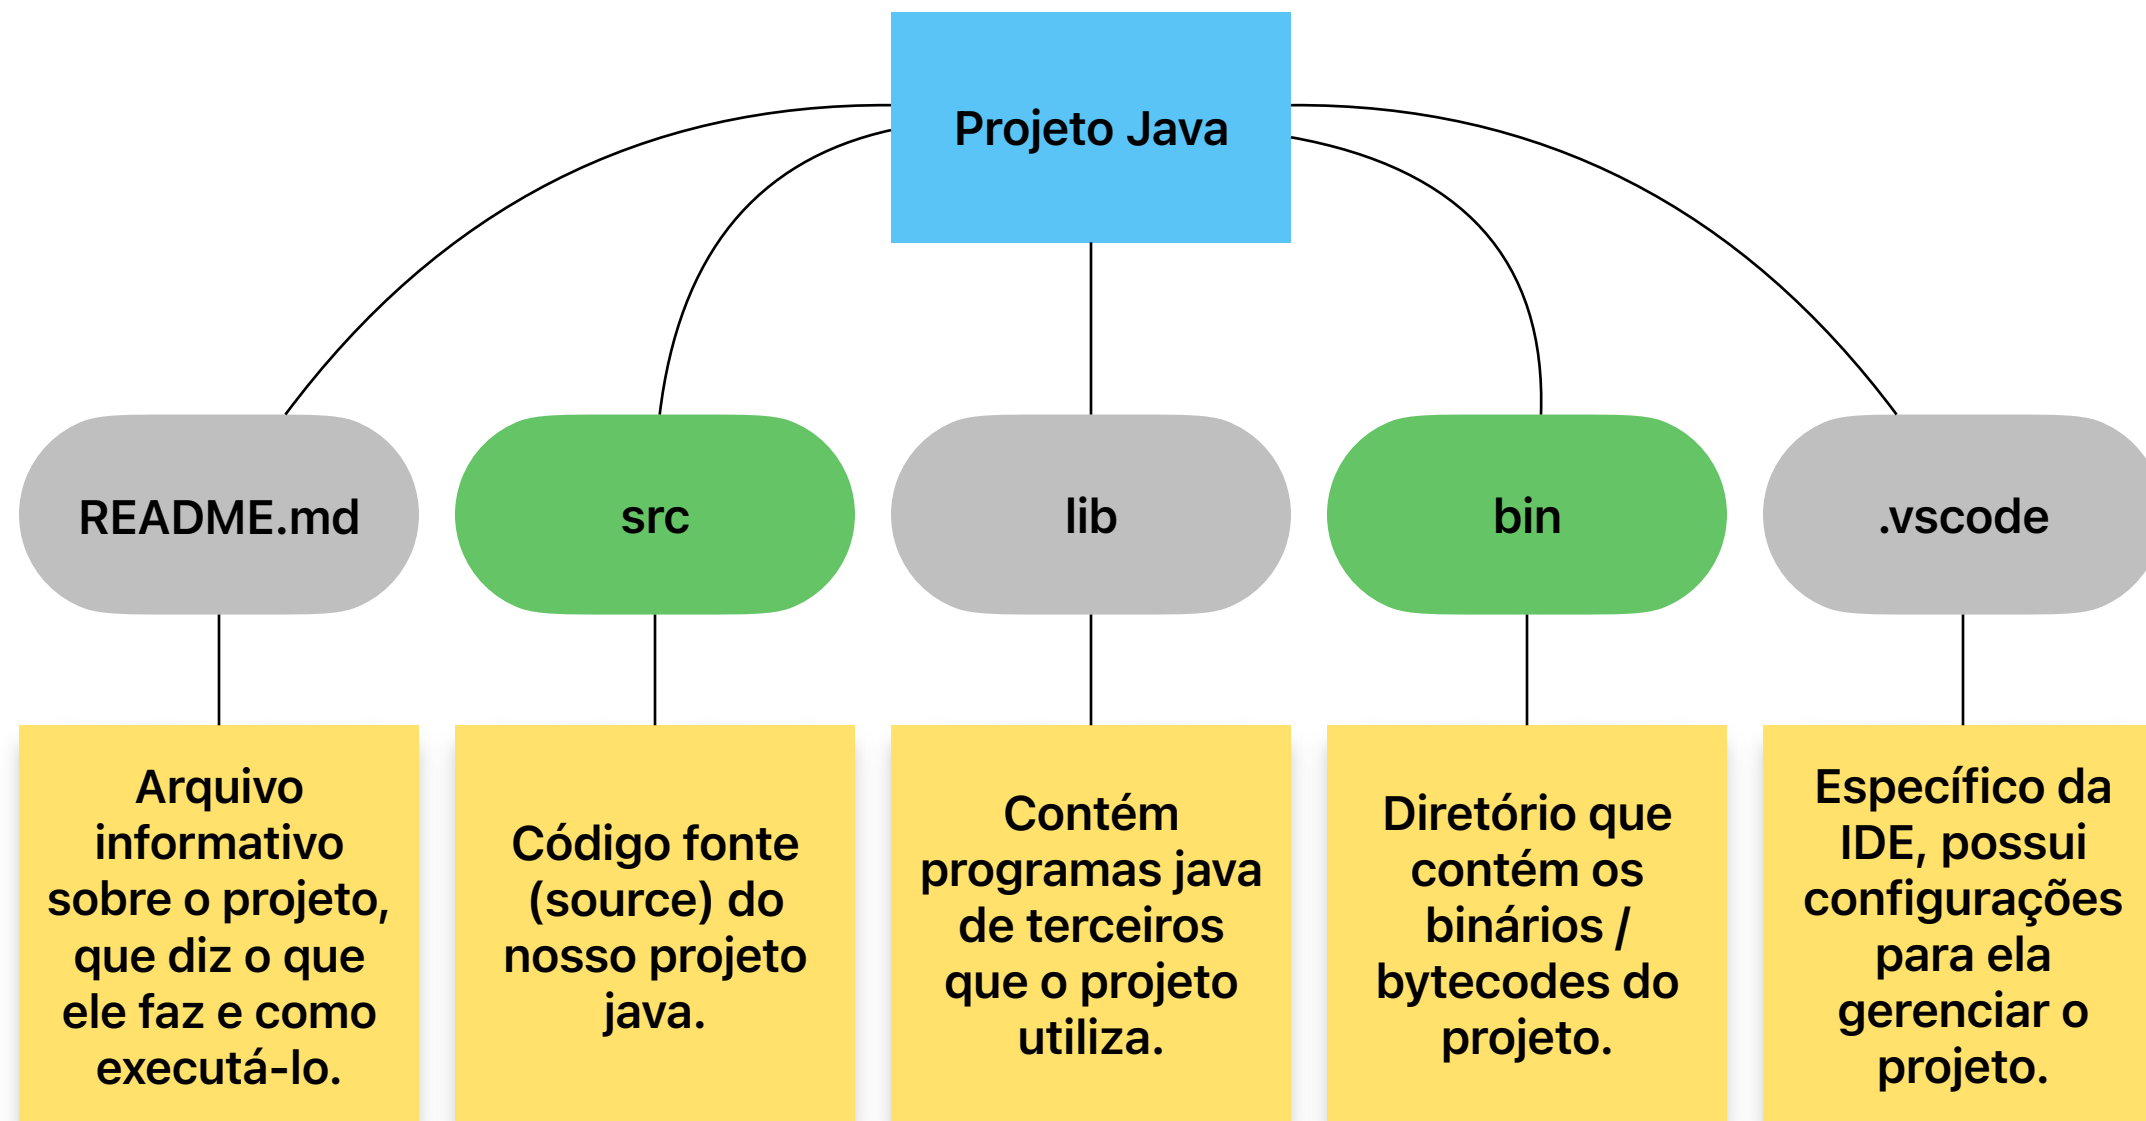 Projeto Java
README.md
src
lib
bin
.vscode
Arquivo
informativo
sobre o projeto,
que diz o que
ele faz e como
executá-lo.
Código fonte
(source) do
nosso projeto
java.
Contém
programas java
de terceiros
que o projeto
utiliza.
Diretório que
contém os
binários /
bytecodes do
projeto.
Específico da
IDE, possui
configurações
para ela
gerenciar o
projeto.